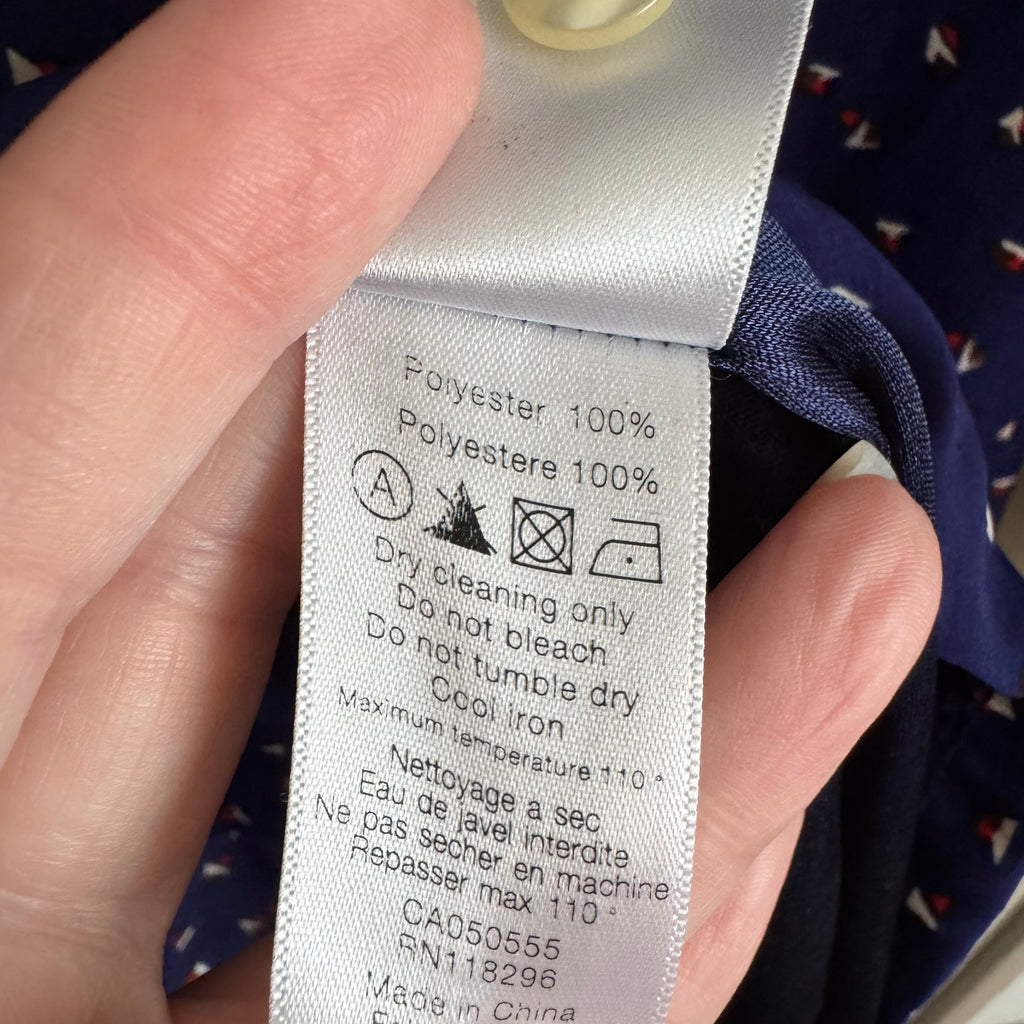 Polyester 100%
Polyestere 100%
A
Dry cleaning only
Do not bleach
Do not tumble dry
Cool iron
Maximum temperature 110°
Nettoyage a sec
Eau de javel interdite
Ne pas secher en machine
Repasser max 110°
CA050555
RN118296
Made in China